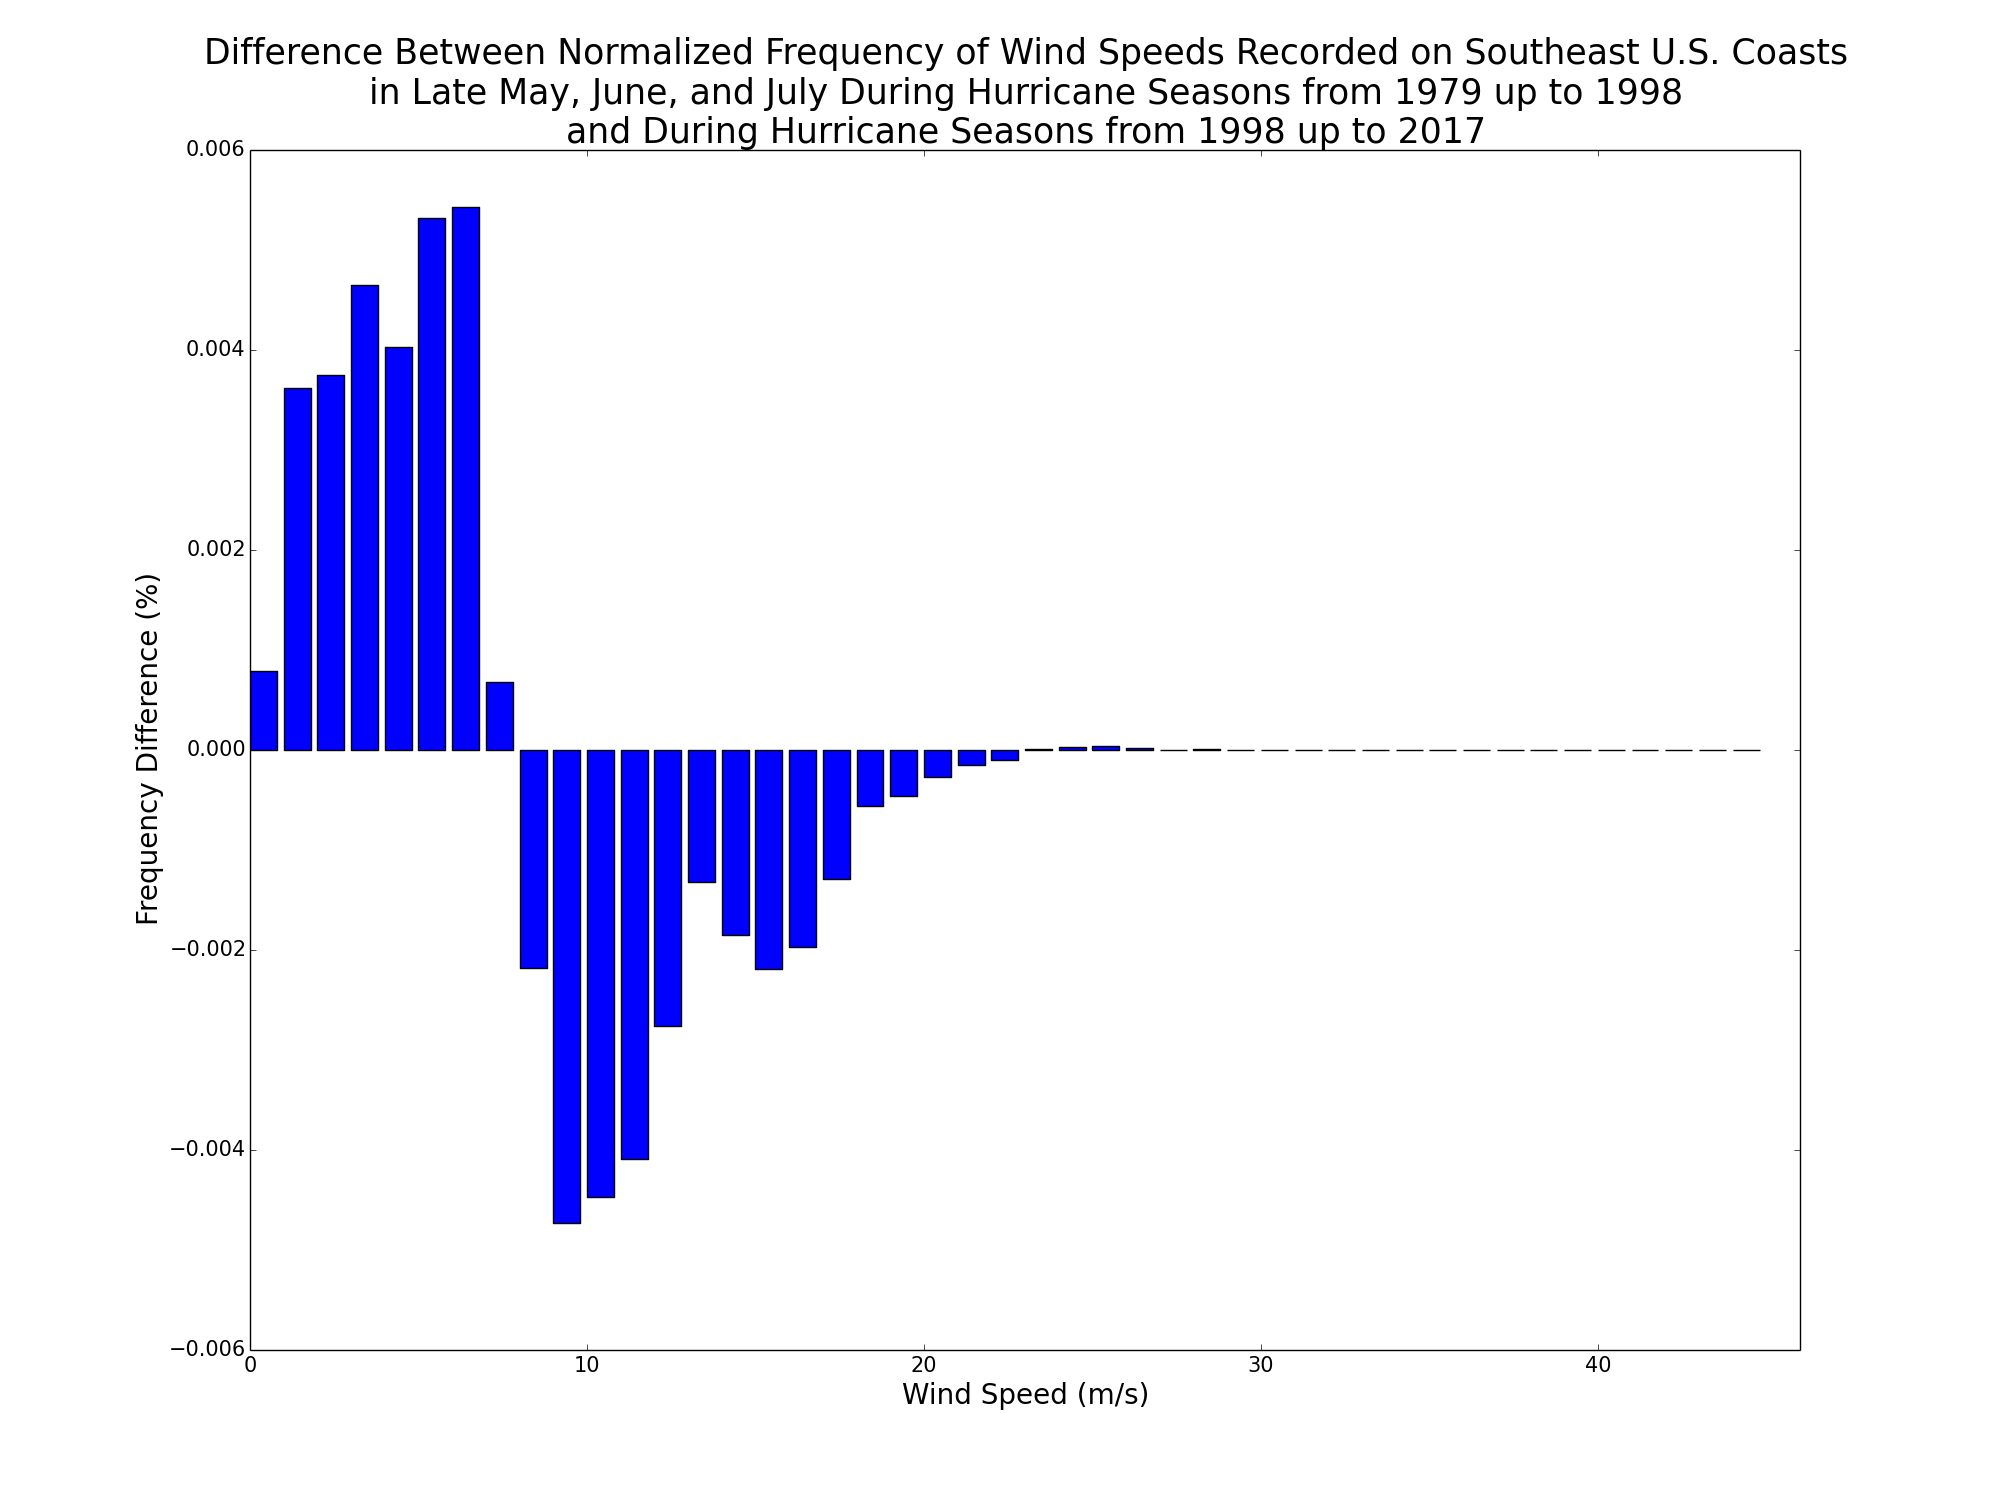 Difference Between Normalized Frequency of Wind Speeds Recorded on Southeast U.S. Coasts
in Late May, June, and July During Hurricane Seasons from 1979 up to 1998
and During Hurricane Seasons from 1998 up to 2017
0.006
0.004
0.002
0.000
−0.002
−0.004
−0.006
Frequency Difference (%)
0 10 20 30 40
Wind Speed (m/s)